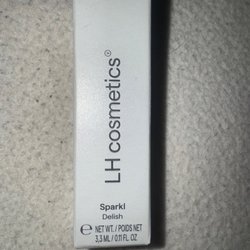 LH cosmetics®
Sparkl
Delish
℮ NET WT. / POIDS NET
3,3 ML / 0.11 FL. OZ